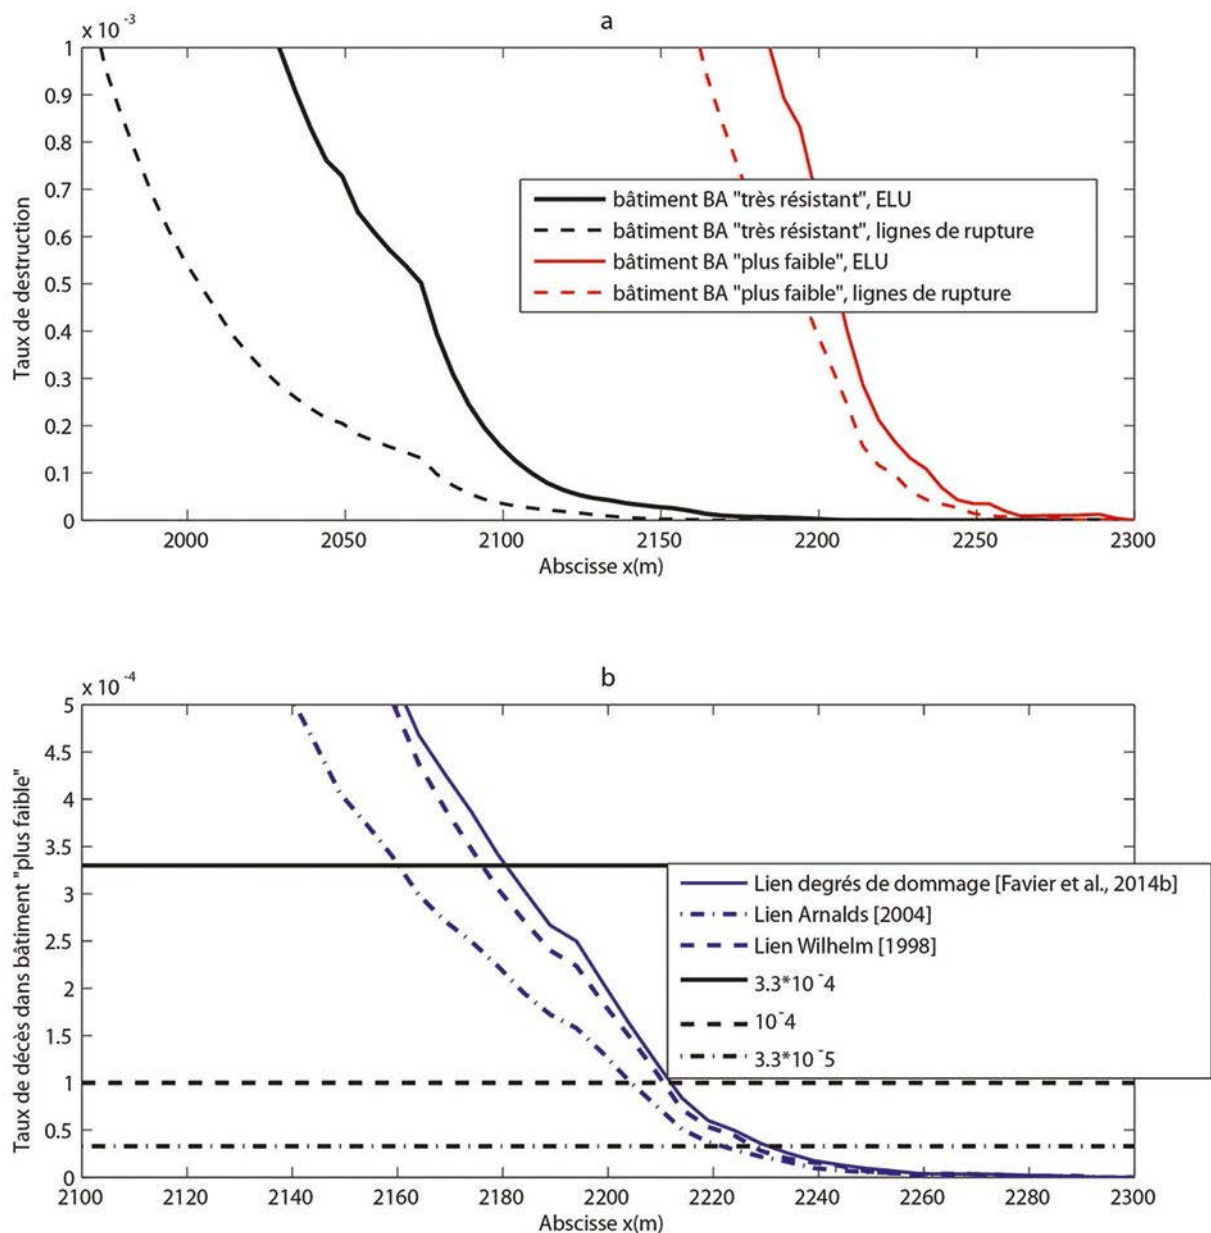 a
x 10 -3
1
0.9
0.8
0.7
0.6
0.5
0.4
0.3
0.2
0.1
0
Taux de destruction
bâtiment BA "très résistant", ELU
bâtiment BA "très résistant", lignes de rupture
bâtiment BA "plus faible", ELU
bâtiment BA "plus faible", lignes de rupture
2000 2050 2100 2150 2200 2250 2300
Abscisse x(m)
b
x 10 -4
5
4.5
4
3.5
3
2.5
2
1.5
1
0.5
0
Taux de décès dans bâtiment "plus faible"
Lien degrés de dommage [Favier et al., 2014b]
Lien Arnalds [2004]
Lien Wilhelm [1998]
3.3*10 -4
10-4
3.3*10 -5
2100 2120 2140 2160 2180 2200 2220 2240 2260 2280 2300
Abscisse x(m)